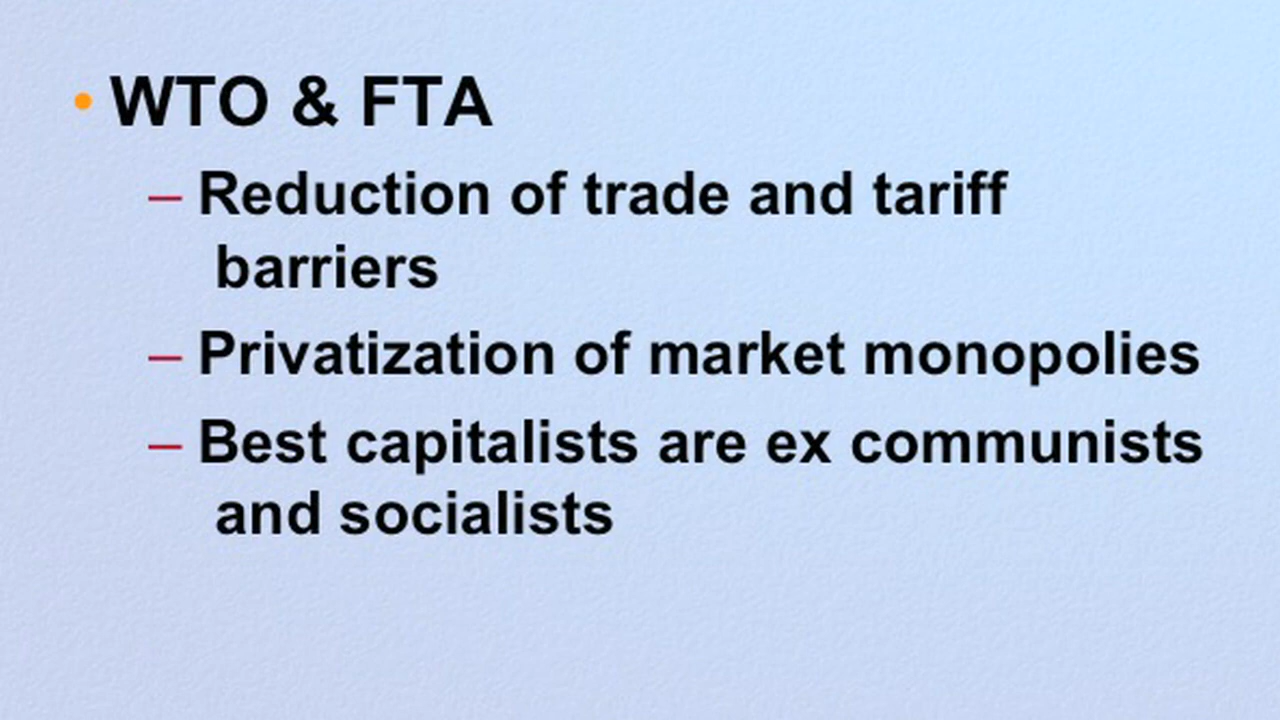 • WTO & FTA
– Reduction of trade and tariff
barriers
– Privatization of market monopolies
– Best capitalists are ex communists
and socialists